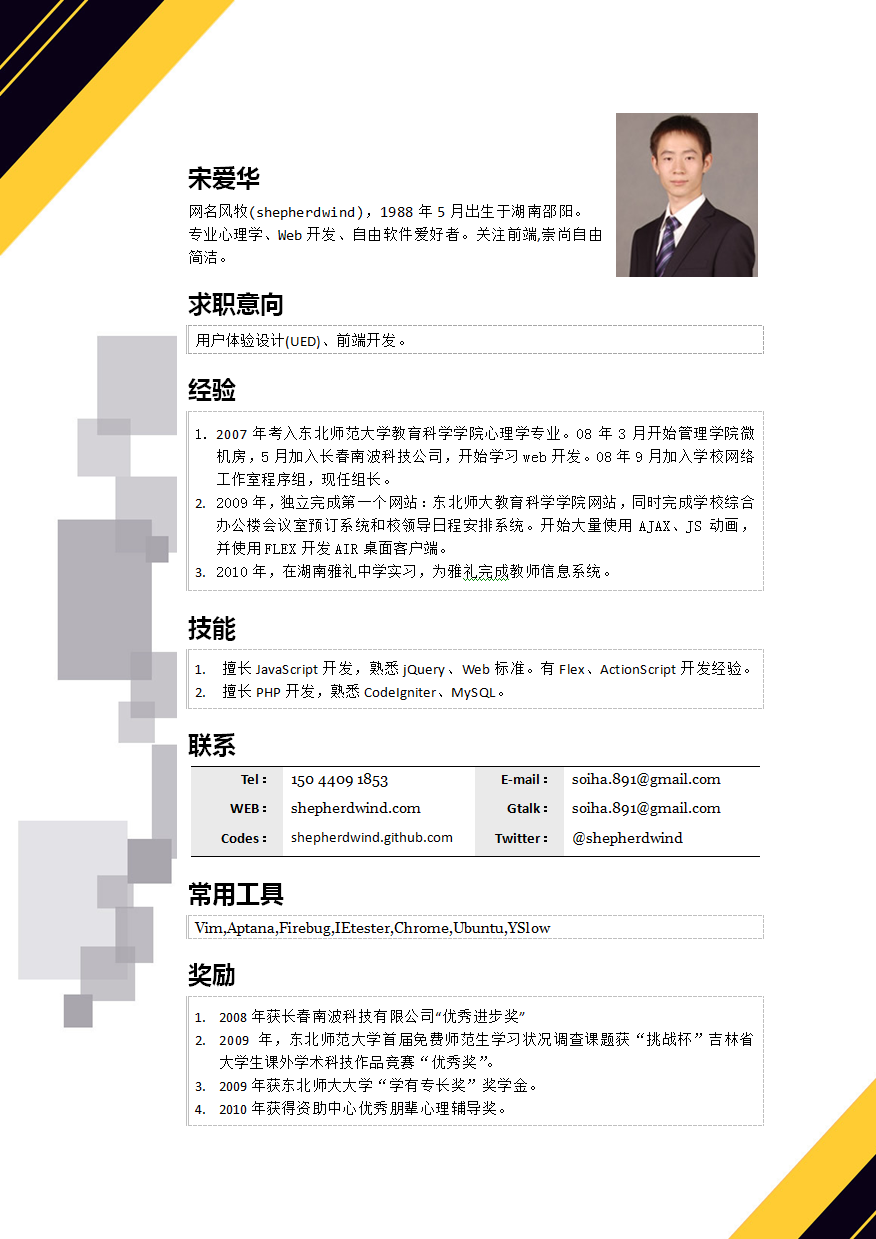 宋爱华
网名风牧(shepherdwind)，1988 年 5 月出生于湖南邵阳。
专业心理学、Web 开发、自由软件爱好者。关注前端,崇尚自由
简洁。
求职意向
用户体验设计(UED)、前端开发。
经验
1. 2007 年考入东北师范大学教育科学学院心理学专业。08 年 3 月开始管理学院微
机房，5 月加入长春南波科技公司，开始学习 web 开发。08 年 9 月加入学校网络
工作室程序组，现任组长。
2. 2009 年，独立完成第一个网站：东北师大教育科学学院网站，同时完成学校综合
办公楼会议室预订系统和校领导日程安排系统。开始大量使用 AJAX、JS 动画，
并使用 FLEX 开发 AIR 桌面客户端。
3. 2010 年，在湖南雅礼中学实习，为雅礼完成教师信息系统。
技能
1. 擅长 JavaScript 开发，熟悉 jQuery、Web 标准。有 Flex、ActionScript 开发经验。
2. 擅长 PHP 开发，熟悉 CodeIgniter、MySQL。
联系
Tel： 150 4409 1853 E-mail： soiha.891@gmail.com
WEB： shepherdwind.com Gtalk： soiha.891@gmail.com
Codes： shepherdwind.github.com Twitter： @shepherdwind
常用工具
Vim,Aptana,Firebug,IEtester,Chrome,Ubuntu,YSlow
奖励
1. 2008 年获长春南波科技有限公司“优秀进步奖”
2. 2009 年，东北师范大学首届免费师范生学习状况调查课题获“挑战杯”吉林省
大学生课外学术科技作品竞赛“优秀奖”。
3. 2009 年获东北师大大学“学有专长奖”奖学金。
4. 2010 年获得资助中心优秀朋辈心理辅导奖。